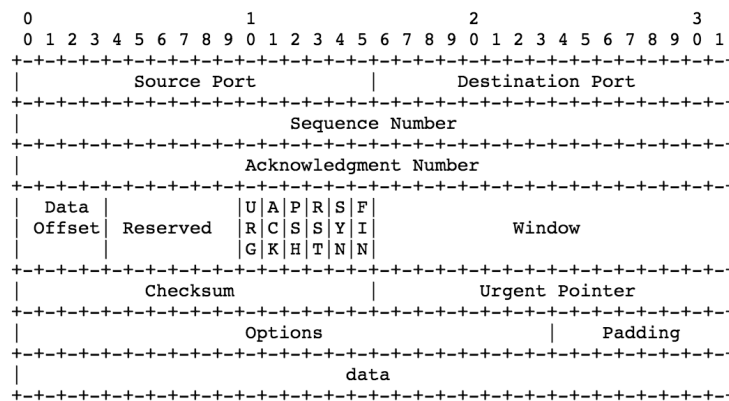 0                   1                   2                   3
 0 1 2 3 4 5 6 7 8 9 0 1 2 3 4 5 6 7 8 9 0 1 2 3 4 5 6 7 8 9 0 1
+-+-+-+-+-+-+-+-+-+-+-+-+-+-+-+-+-+-+-+-+-+-+-+-+-+-+-+-+-+-+-+-
|          Source Port          |       Destination Port
+-+-+-+-+-+-+-+-+-+-+-+-+-+-+-+-+-+-+-+-+-+-+-+-+-+-+-+-+-+-+-+-
|                        Sequence Number
+-+-+-+-+-+-+-+-+-+-+-+-+-+-+-+-+-+-+-+-+-+-+-+-+-+-+-+-+-+-+-+-
|                    Acknowledgment Number
+-+-+-+-+-+-+-+-+-+-+-+-+-+-+-+-+-+-+-+-+-+-+-+-+-+-+-+-+-+-+-+-
|  Data |           |U|A|P|R|S|F|
| Offset| Reserved  |R|C|S|S|Y|I|            Window
|       |           |G|K|H|T|N|N|
+-+-+-+-+-+-+-+-+-+-+-+-+-+-+-+-+-+-+-+-+-+-+-+-+-+-+-+-+-+-+-+-
|           Checksum            |         Urgent Pointer
+-+-+-+-+-+-+-+-+-+-+-+-+-+-+-+-+-+-+-+-+-+-+-+-+-+-+-+-+-+-+-+-
|                    Options                    |    Padding
+-+-+-+-+-+-+-+-+-+-+-+-+-+-+-+-+-+-+-+-+-+-+-+-+-+-+-+-+-+-+-+-
|                             data
+-+-+-+-+-+-+-+-+-+-+-+-+-+-+-+-+-+-+-+-+-+-+-+-+-+-+-+-+-+-+-+-